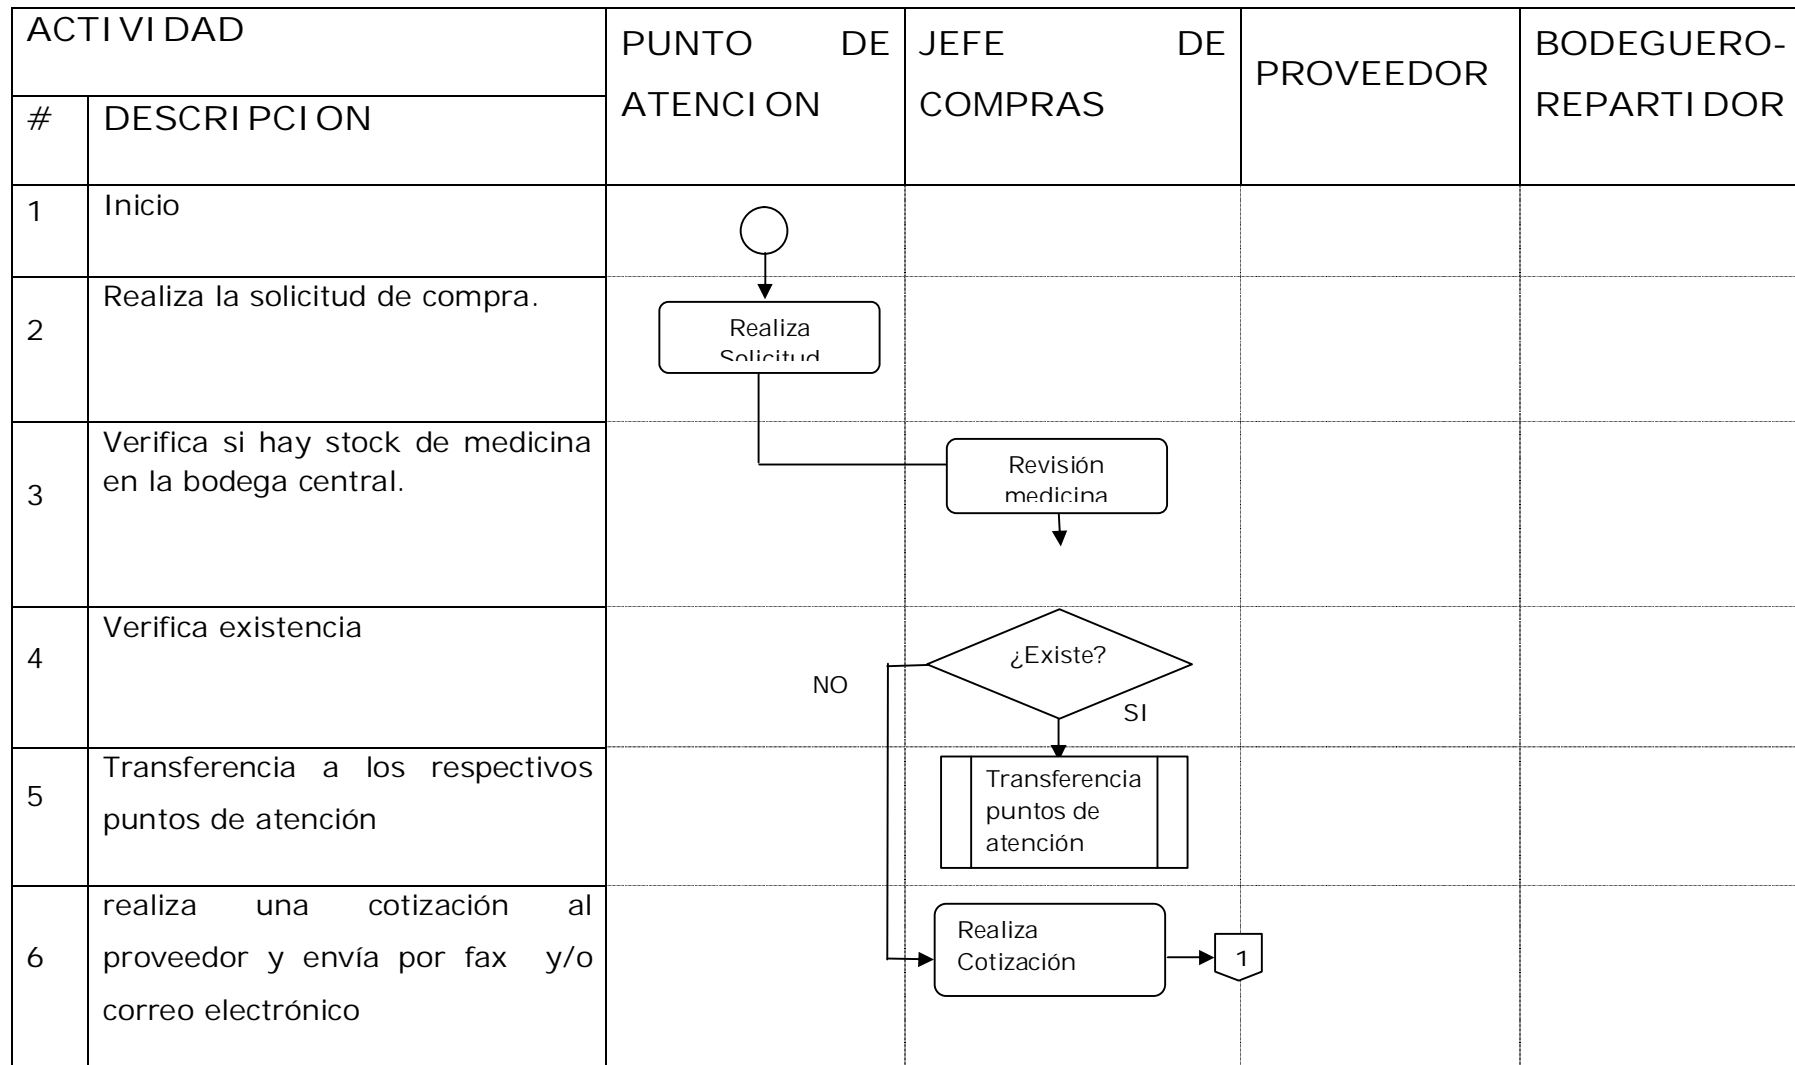 ACTIVIDAD
PUNTO DE
ATENCION
JEFE DE
COMPRAS
PROVEEDOR
BODEGUERO-
REPARTIDOR
#
DESCRIPCION
1
Inicio
2
Realiza la solicitud de compra.
Realiza
Solicitud
3
Verifica si hay stock de medicina
en la bodega central.
Revisión
medicina
4
Verifica existencia
¿Existe?
NO
SI
5
Transferencia a los respectivos
puntos de atención
Transferencia
puntos de
atención
6
realiza una cotización al
proveedor y envía por fax y/o
correo electrónico
Realiza
Cotización
1